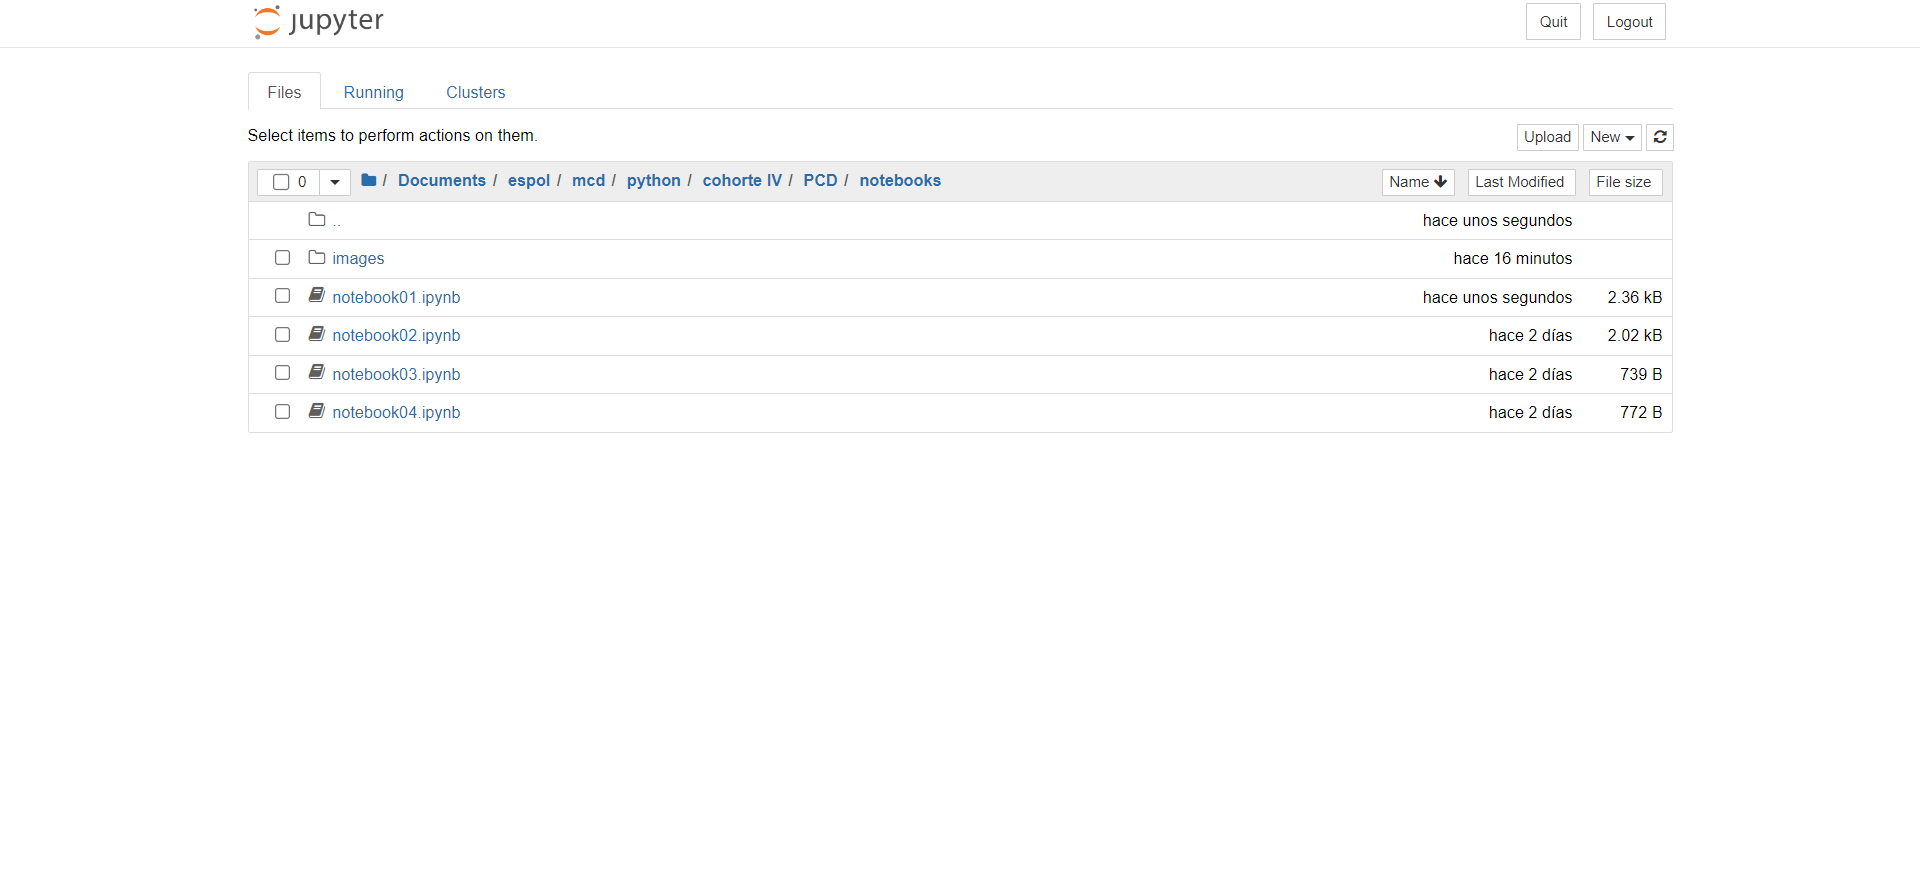 jupyter Quit Logout
Files Running Clusters
Select items to perform actions on them. Upload New
0 / Documents / espol / mcd / python / cohorte IV / PCD / notebooks Name Last Modified File size
.. hace unos segundos
images hace 16 minutos
notebook01.ipynb hace unos segundos 2.36 kB
notebook02.ipynb hace 2 días 2.02 kB
notebook03.ipynb hace 2 días 739 B
notebook04.ipynb hace 2 días 772 B